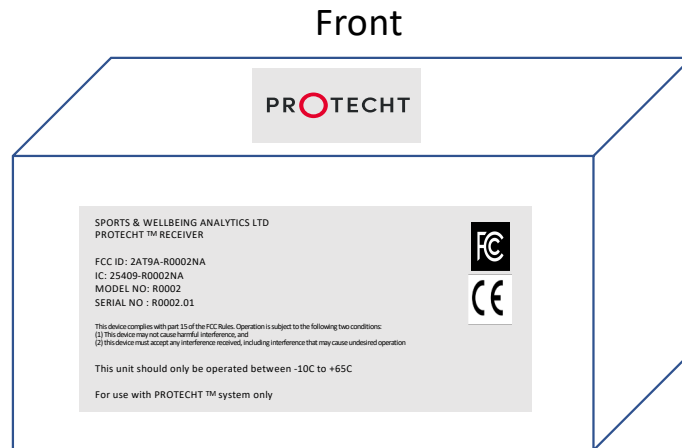 Front
PROTECHT
SPORTS & WELLBEING ANALYTICS LTD
PROTECHT ™ RECEIVER
FCC ID: 2AT9A-R0002NA
IC: 25409-R0002NA
MODEL NO: R0002
SERIAL NO : R0002.01
FC
CE
This device complies with part 15 of the FCC Rules. Operation is subject to the following two conditions:
(1) This device may not cause harmful interference, and
(2) this device must accept any interference received, including interference that may cause undesired operation
This unit should only be operated between -10C to +65C
For use with PROTECHT ™ system only